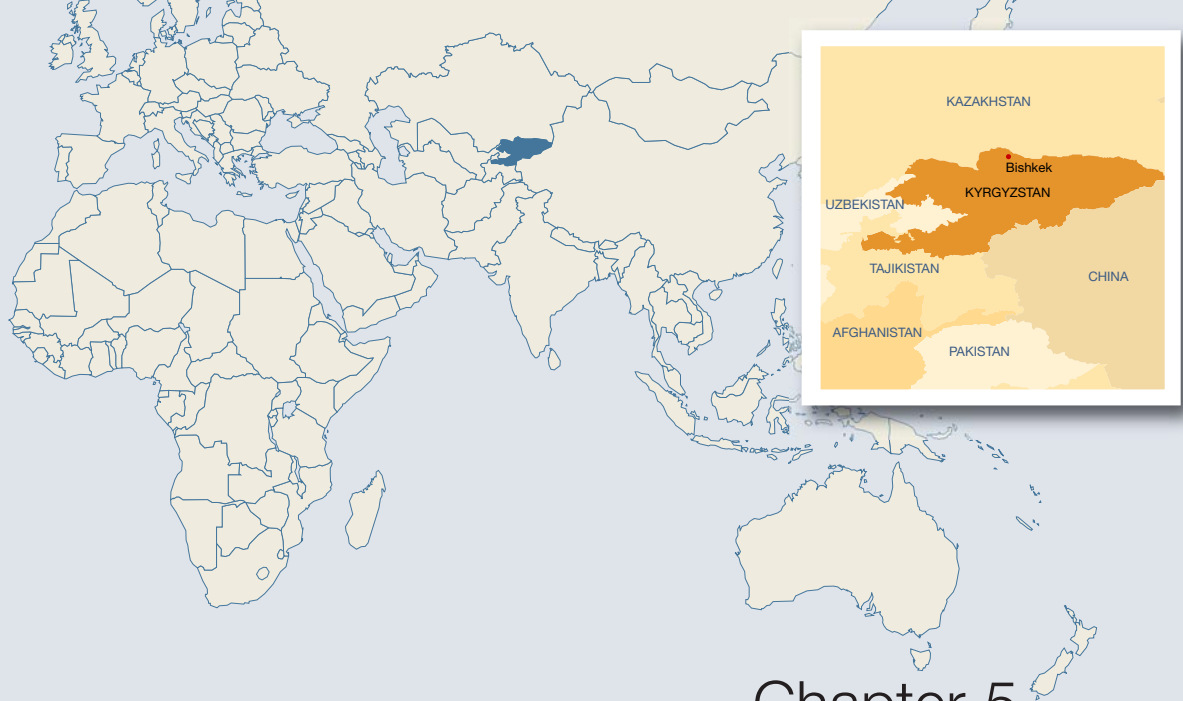 KAZAKHSTAN
Bishkek
KYRGYZSTAN
UZBEKISTAN
TAJIKISTAN
CHINA
AFGHANISTAN
PAKISTAN
Chapter 5